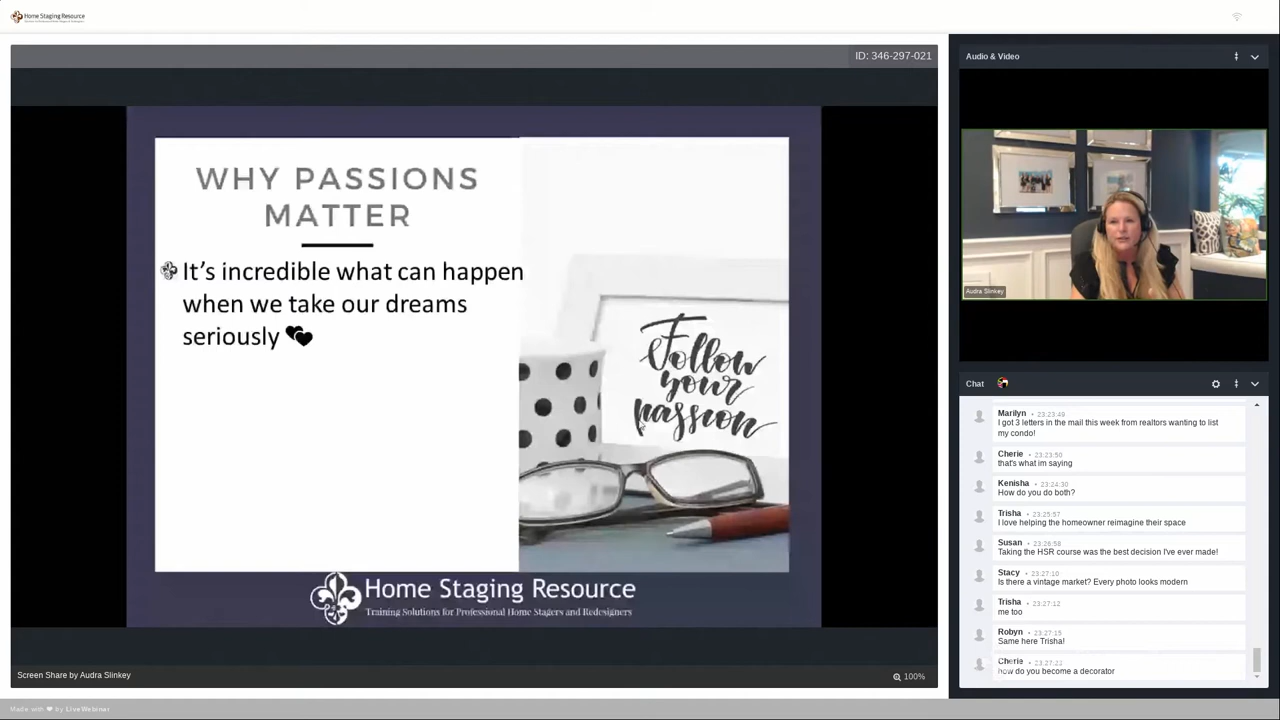 Home Staging Resource
ID: 346-297-021
WHY PASSIONS
MATTER
It's incredible what can happen
when we take our dreams
seriously
Follow
your
passion
Home Staging Resource
Training Solutions for Professional Home Stagers and Redesigners
Screen Share by Audra Slinkey
100%
Made with ❤ by LiveWebinar
Audio & Video
Audra Slinkey
Chat
Marilyn • 23:23:49
I got 3 letters in the mail this week from realtors wanting to list
my condo!
Cherie • 23:23:50
that's what im saying
Kenisha • 23:24:30
How do you do both?
Trisha • 23:25:57
I love helping the homeowner reimagine their space
Susan • 23:26:58
Taking the HSR course was the best decision I've ever made!
Stacy • 23:27:10
Is there a vintage market? Every photo looks modern
Trisha • 23:27:12
me too
Robyn • 23:27:15
Same here Trisha!
Cherie • 23:27:23
how do you become a decorator